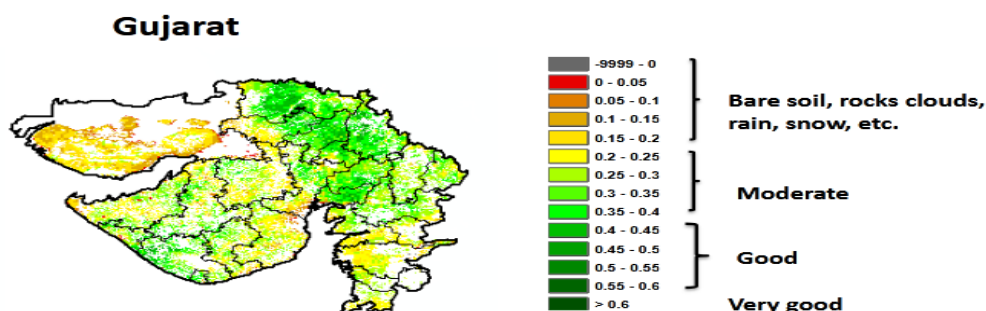 Gujarat
-9999 - 0
0 - 0.05
0.05 - 0.1
0.1 - 0.15
0.15 - 0.2
0.2 - 0.25
0.25 - 0.3
0.3 - 0.35
0.35 - 0.4
0.4 - 0.45
0.45 - 0.5
0.5 - 0.55
0.55 - 0.6
> 0.6
Bare soil, rocks clouds,
rain, snow, etc.
Moderate
Good
Very good